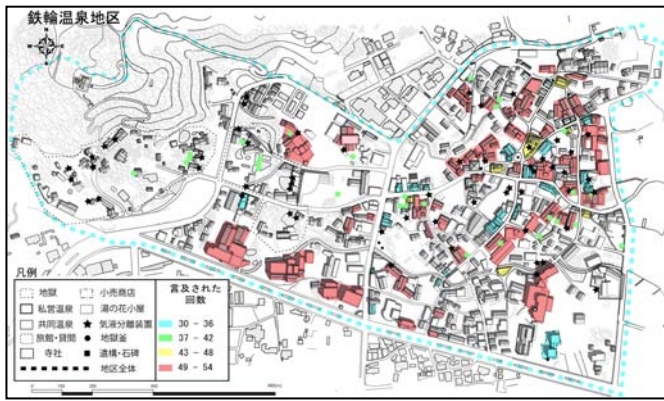 鉄輪温泉地区
凡例
地獄 小売商店
私営温泉 湯の花小屋
共同温泉 気液分離装置
旅館・貸間 地獄釜
寺社 遺構・石碑
地区全体
言及された
回数
30 - 36
37 - 42
43 - 48
49 - 54